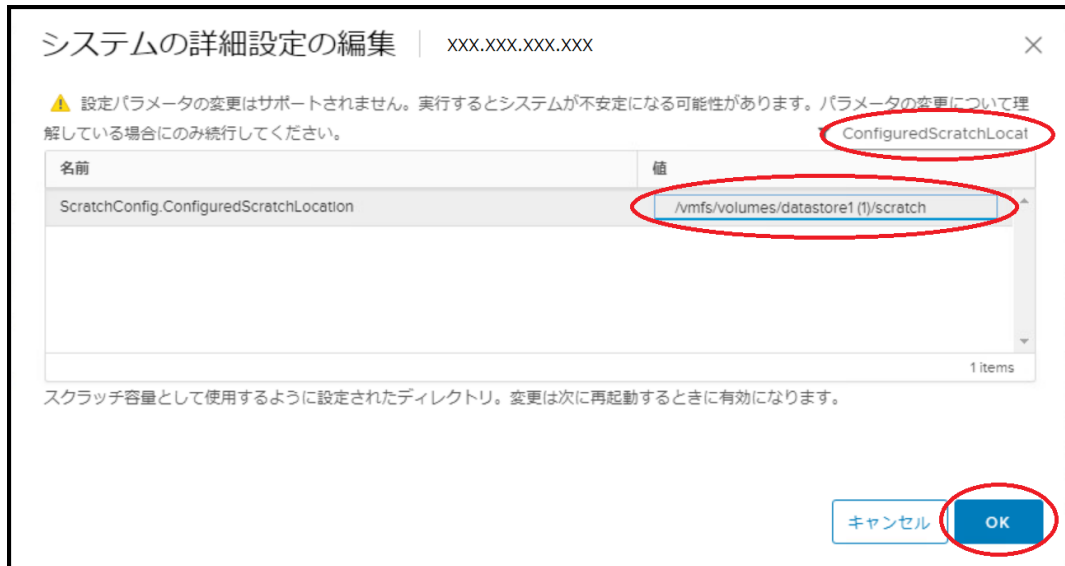 システムの詳細設定の編集 XXX.XXX.XXX.XXX
設定パラメータの変更はサポートされません。実行するとシステムが不安定になる可能性があります。パラメータの変更について理
解している場合にのみ続行してください。
ConfiguredScratchLocat
名前 値
ScratchConfig.ConfiguredScratchLocation /vmfs/volumes/datastore1 (1)/scratch
1 items
スクラッチ容量として使用するように設定されたディレクトリ。変更は次に再起動するときに有効になります。
キャンセル OK